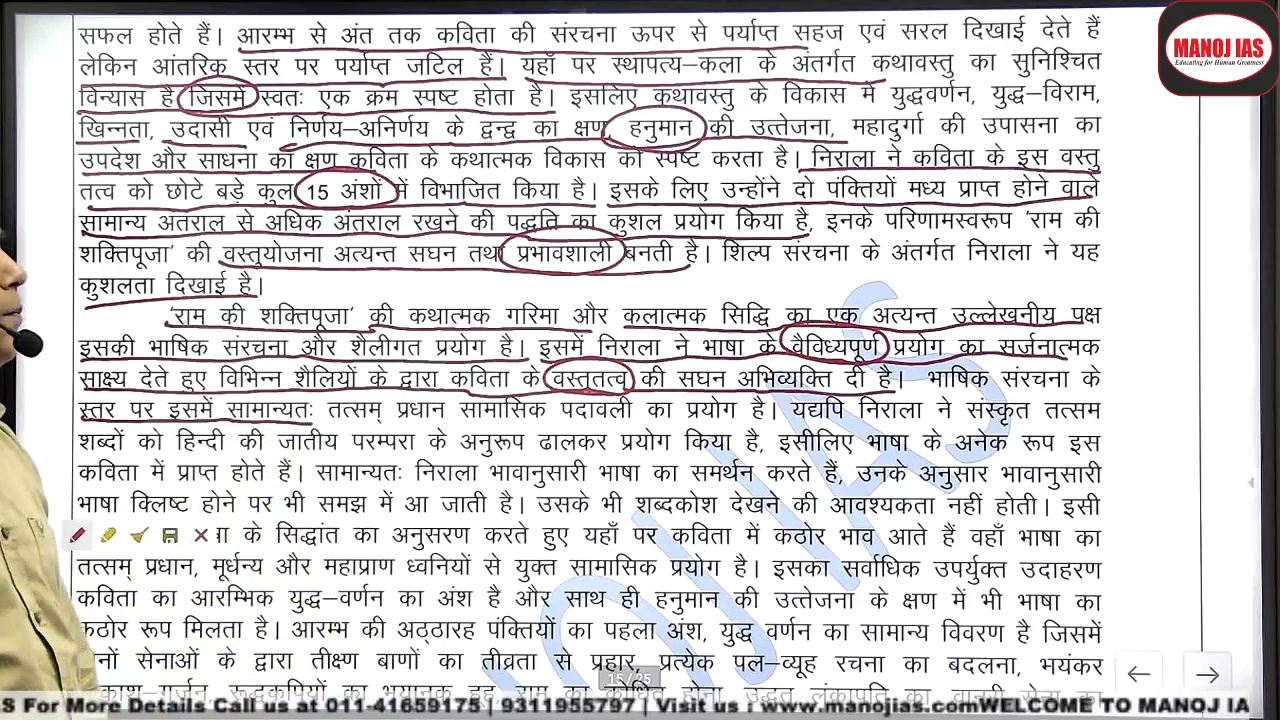 सफल होते हैं। आरम्भ से अंत तक कविता की संरचना ऊपर से पर्याप्त सहज एवं सरल दिखाई देते हैं
लेकिन आंतरिक स्तर पर पर्याप्त जटिल हैं। यहाँ पर स्थापत्य–कला के अंतर्गत कथावस्तु का सुनिश्चित
विन्यास है जिसमें स्वतः एक क्रम स्पष्ट होता है। इसलिए कथावस्तु के विकास में युद्धवर्णन, युद्ध–विराम,
खिन्नता, उदासी एवं निर्णय–अनिर्णय के द्वन्द्व का क्षण हनुमान की उत्तेजना, महादुर्गा की उपासना का
उपदेश और साधना का क्षण कविता के कथात्मक विकास को स्पष्ट करता है। निराला ने कविता के इस वस्तु
तत्व को छोटे बड़े कुल 15 अंशों में विभाजित किया है। इसके लिए उन्होंने दो पंक्तियों मध्य प्राप्त होने वाले
सामान्य अंतराल से अधिक अंतराल रखने की पद्धति का कुशल प्रयोग किया है, इनके परिणामस्वरूप 'राम की
शक्तिपूजा' की वस्तुयोजना अत्यन्त सघन तथा प्रभावशाली बनती है। शिल्प संरचना के अंतर्गत निराला ने यह
कुशलता दिखाई है।
'राम की शक्तिपूजा' की कथात्मक गरिमा और कलात्मक सिद्धि का एक अत्यन्त उल्लेखनीय पक्ष
इसकी भाषिक संरचना और शैलीगत प्रयोग है। इसमें निराला ने भाषा के वैविध्यपूर्ण प्रयोग का सर्जनात्मक
साक्ष्य देते हुए विभिन्न शैलियों के द्वारा कविता के वस्तुतत्व की सघन अभिव्यक्ति दी है। भाषिक संरचना के
स्तर पर इसमें सामान्यतः तत्सम् प्रधान सामासिक पदावली का प्रयोग है। यद्यपि निराला ने संस्कृत तत्सम
शब्दों को हिन्दी की जातीय परम्परा के अनुरूप ढालकर प्रयोग किया है, इसीलिए भाषा के अनेक रूप इस
कविता में प्राप्त होते हैं। सामान्यतः निराला भावानुसारी भाषा का समर्थन करते हैं, उनके अनुसार भावानुसारी
भाषा क्लिष्ट होने पर भी समझ में आ जाती है। उसके भी शब्दकोश देखने की आवश्यकता नहीं होती। इसी
के सिद्धांत का अनुसरण करते हुए यहाँ पर कविता में कठोर भाव आते हैं वहाँ भाषा का
तत्सम् प्रधान, मूर्धन्य और महाप्राण ध्वनियों से युक्त सामासिक प्रयोग है। इसका सर्वाधिक उपर्युक्त उदाहरण
कविता का आरम्भिक युद्ध–वर्णन का अंश है और साथ ही हनुमान की उत्तेजना के क्षण में भी भाषा का
कठोर रूप मिलता है। आरम्भ की अठ्ठारह पंक्तियों का पहला अंश, युद्ध वर्णन का सामान्य विवरण है जिसमें
सेनाओं के द्वारा तीक्ष्ण बाणों का तीव्रता से प्रहार, प्रत्येक पल–व्यूह रचना का बदलना, भयंकर
MANOJ IAS
Educating for Human Greatness
15 / 25
S For More Details Call us at 011-41659175 | 9311955797 | Visit us : www.manojias.comWELCOME TO MANOJ IA